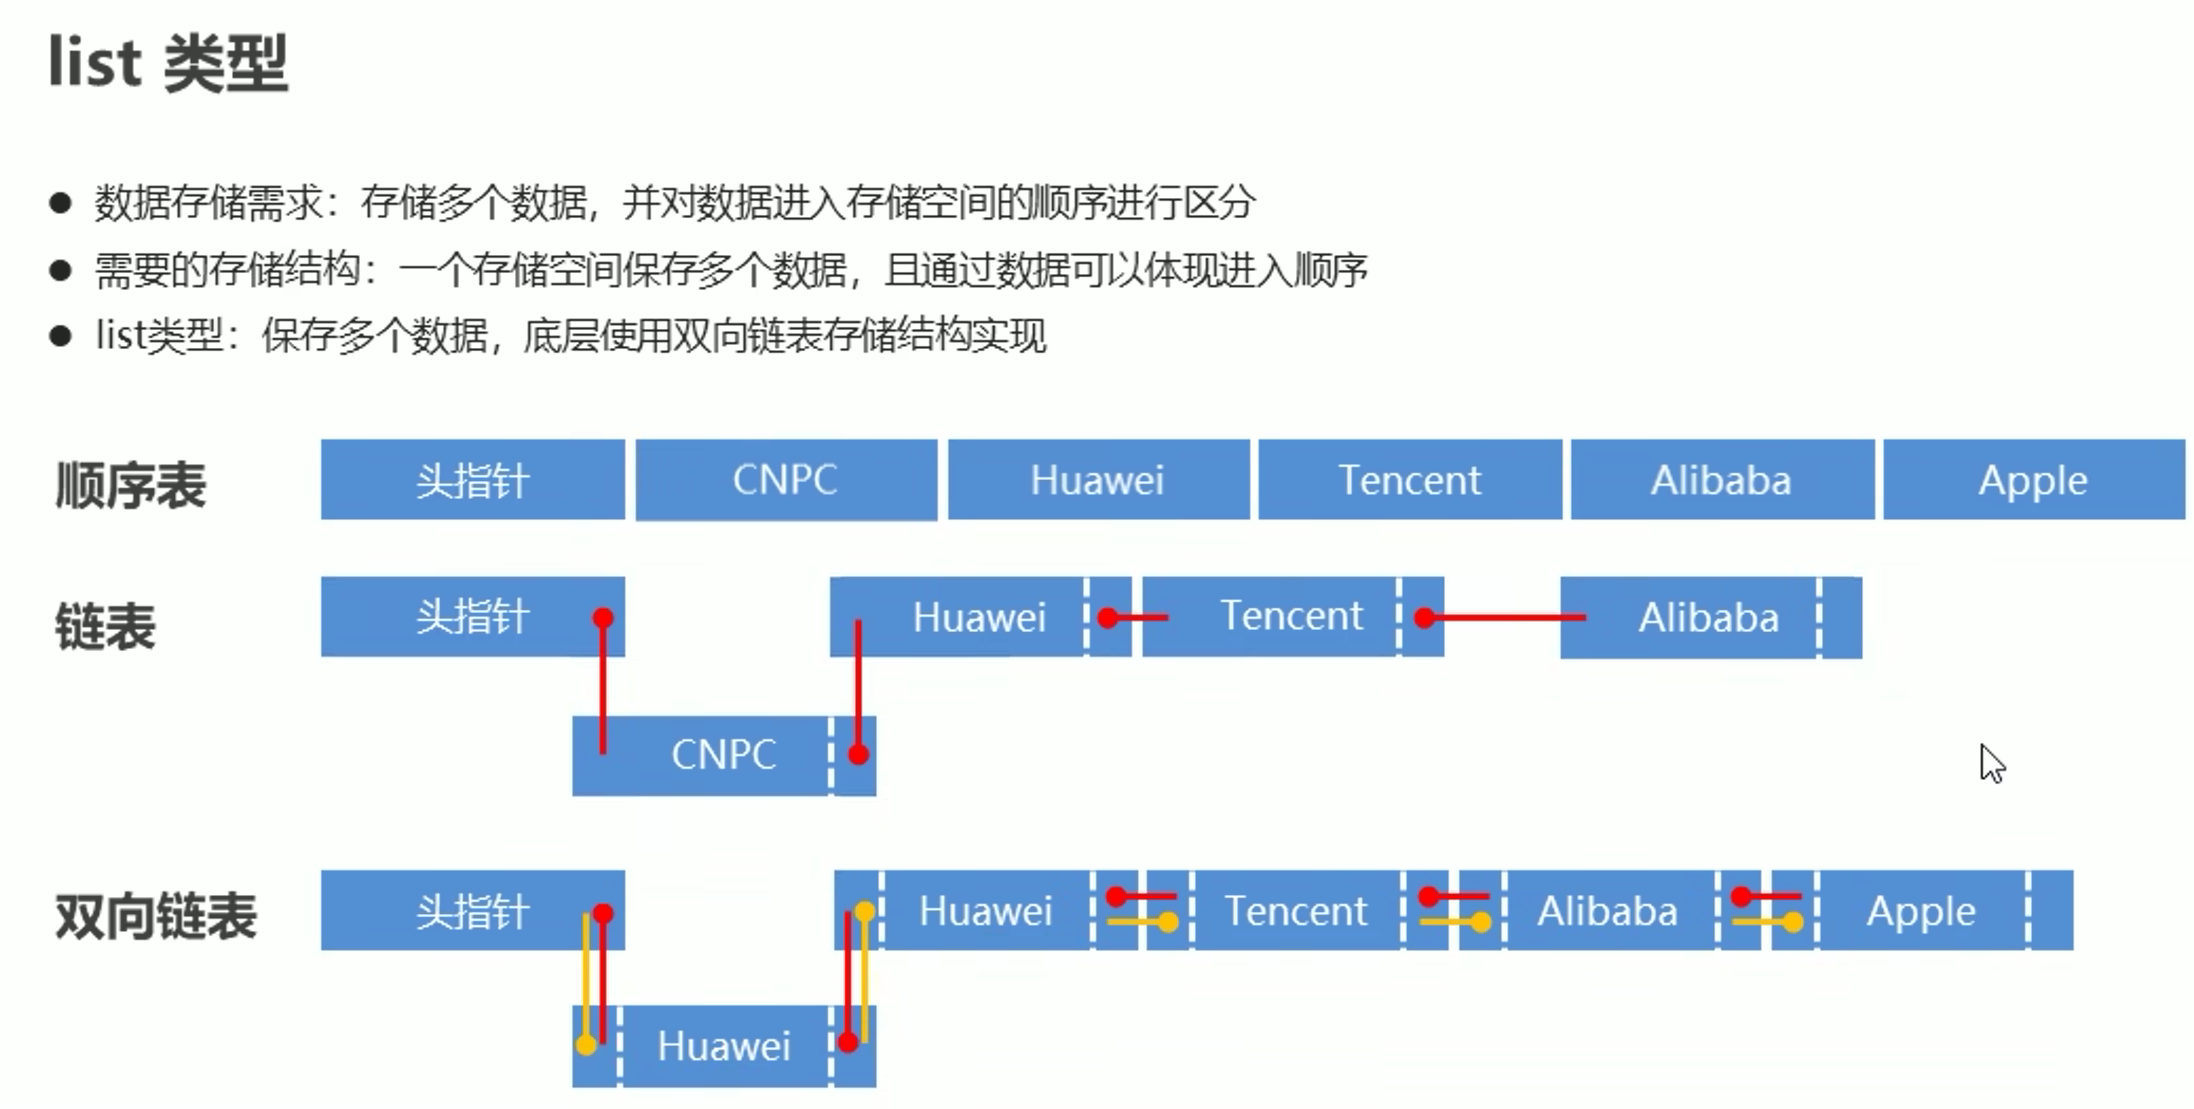 list 类型
● 数据存储需求：存储多个数据，并对数据进入存储空间的顺序进行区分
● 需要的存储结构：一个存储空间保存多个数据，且通过数据可以体现进入顺序
● list类型：保存多个数据，底层使用双向链表存储结构实现
顺序表 头指针 CNPC Huawei Tencent Alibaba Apple
链表 头指针 Huawei Tencent Alibaba
CNPC
双向链表 头指针 Huawei Tencent Alibaba Apple
Huawei